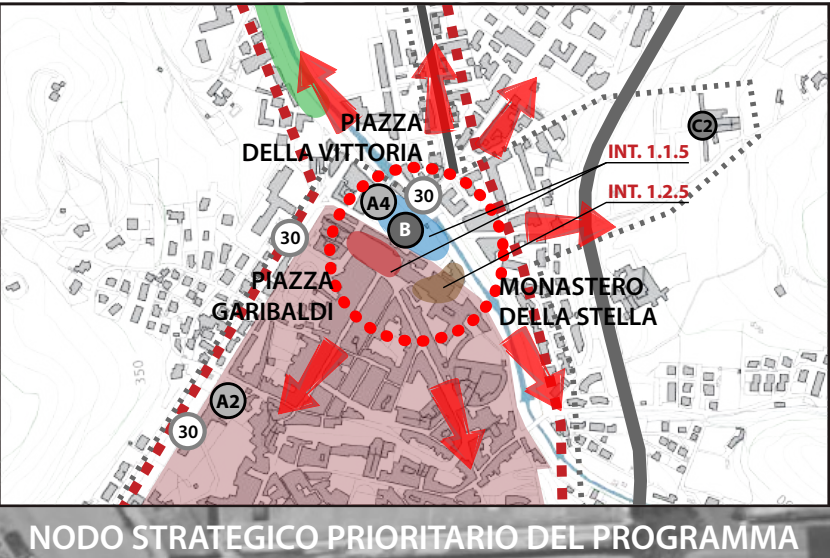 PIAZZA
DELLA VITTORIA
C2
INT. 1.1.5
A4
30
INT. 1.2.5
B
30
PIAZZA
GARIBALDI
MONASTERO
DELLA STELLA
350
A2
30
NODO STRATEGICO PRIORITARIO DEL PROGRAMMA